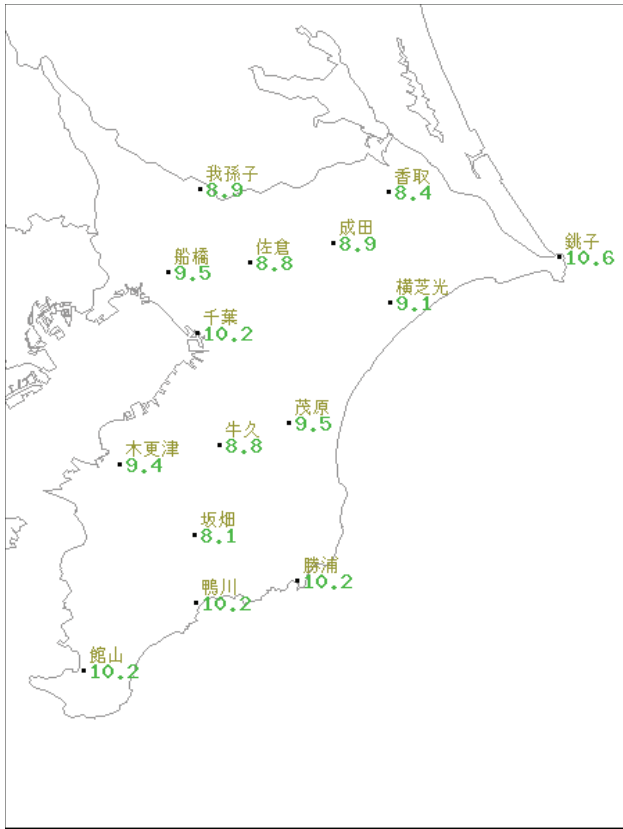 我孫子
8.9
香取
8.4
成田
8.9
銚子
10.6
佐倉
8.8
船橋
9.5
横芝光
9.1
千葉
10.2
茂原
9.5
牛久
8.8
木更津
9.4
坂畑
8.1
勝浦
10.2
鴨川
10.2
館山
10.2